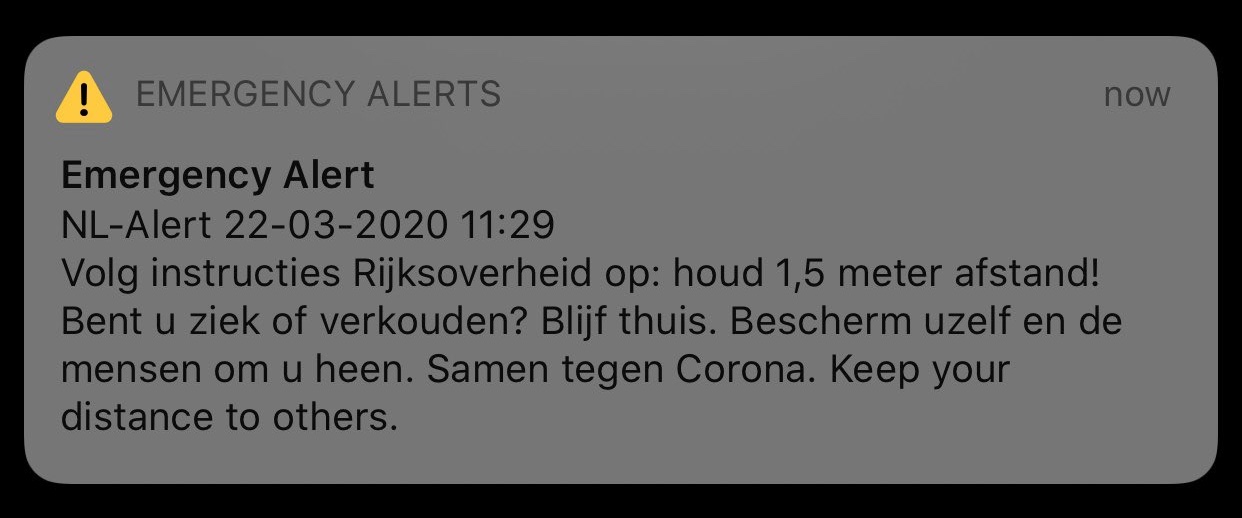 EMERGENCY ALERTS
now
Emergency Alert
NL-Alert 22-03-2020 11:29
Volg instructies Rijksoverheid op: houd 1,5 meter afstand!
Bent u ziek of verkouden? Blijf thuis. Bescherm uzelf en de
mensen om u heen. Samen tegen Corona. Keep your
distance to others.